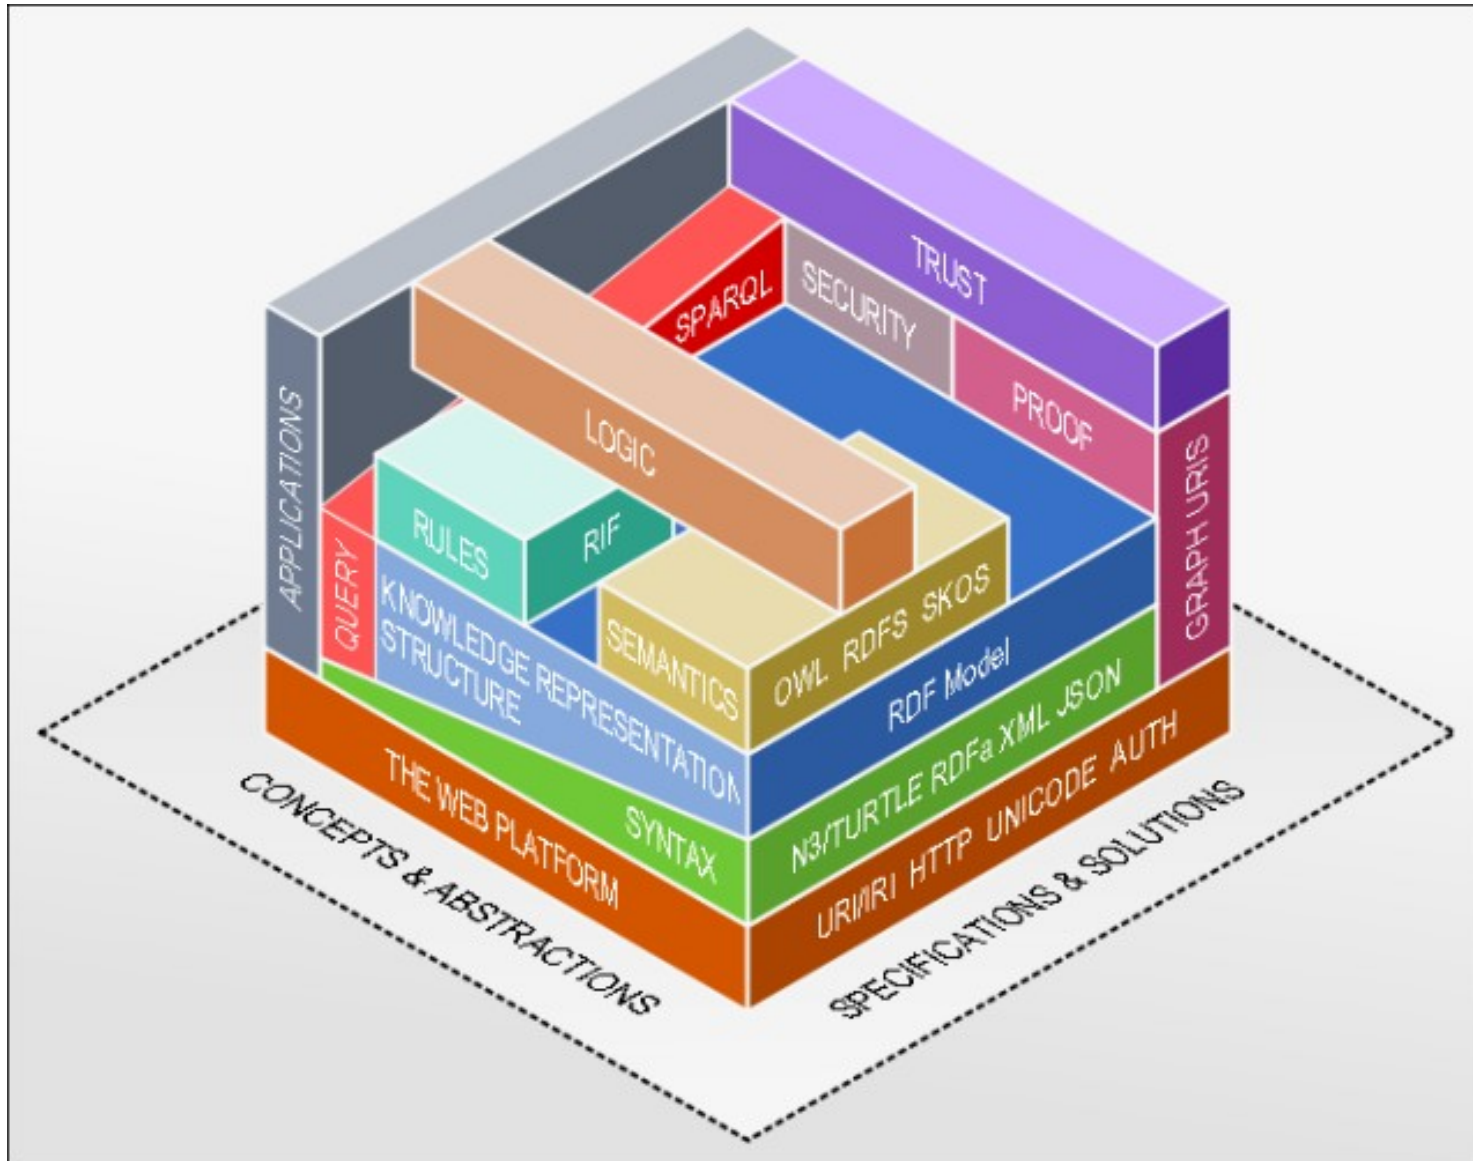 TRUST
SPARQL
SECURITY
PROOF
LOGIC
APPLICATIONS
RULES
RIF
QUERY
KNOWLEDGE REPRESENTATION
STRUCTURE
SEMANTICS
OWL RDFS SKOS
RDF Model
GRAPH URIS
SYNTAX
N3/TURTLE RDFa XML JSON
THE WEB PLATFORM
URI/IRI HTTP UNICODE AUTH
CONCEPTS & ABSTRACTIONS
SPECIFICATIONS & SOLUTIONS